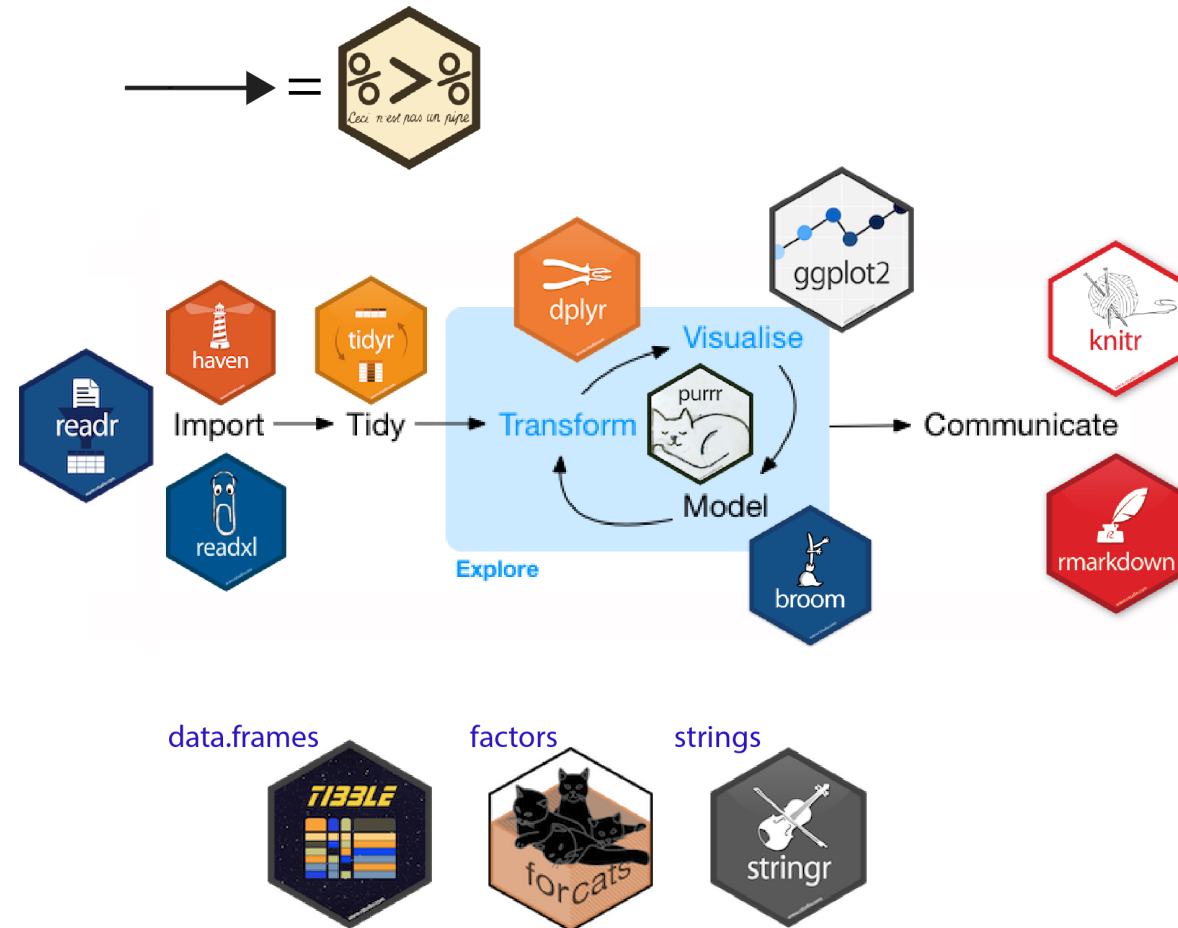 =
%>%
Ceci n'est pas un pipe
ggplot2
dplyr
Visualise
haven
tidyr
knitr
purrr
readr
Import
Tidy
Transform
Communicate
Model
readxl
rmarkdown
Explore
broom
data.frames
factors
strings
TIBBLE
forcats
stringr